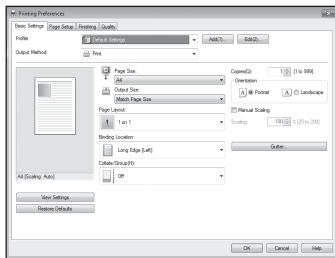 Printing Preferences
Basic Settings Page Setup Finishing Quality
Profile: Default Settings Add(1)... Edit(2)...
Output Method: Print
Page Size:
A4
Output Size:
Match Page Size
Copies(Q): 1 [1 to 999]
Orientation
A Portrait A Landscape
Page Layout:
1 1 on 1
Manual Scaling
Scaling: 100 % [25 to 200]
Binding Location:
Long Edge [Left]
Gutter...
Collate/Group(H):
Off
A4 [Scaling: Auto]
View Settings
Restore Defaults
OK Cancel Help